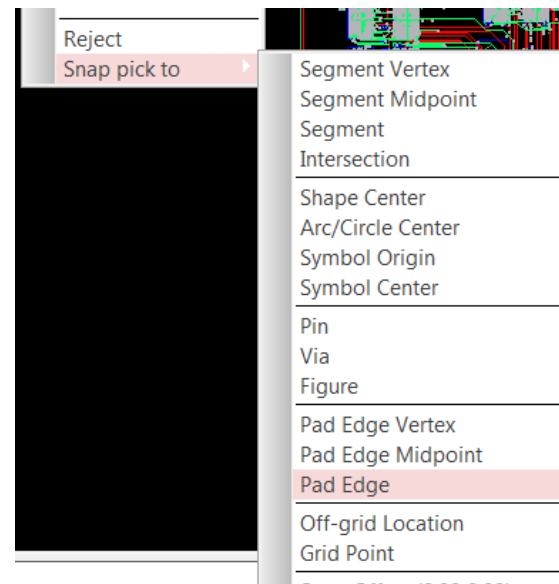 Reject
Snap pick to
Segment Vertex
Segment Midpoint
Segment
Intersection
Shape Center
Arc/Circle Center
Symbol Origin
Symbol Center
Pin
Via
Figure
Pad Edge Vertex
Pad Edge Midpoint
Pad Edge
Off-grid Location
Grid Point